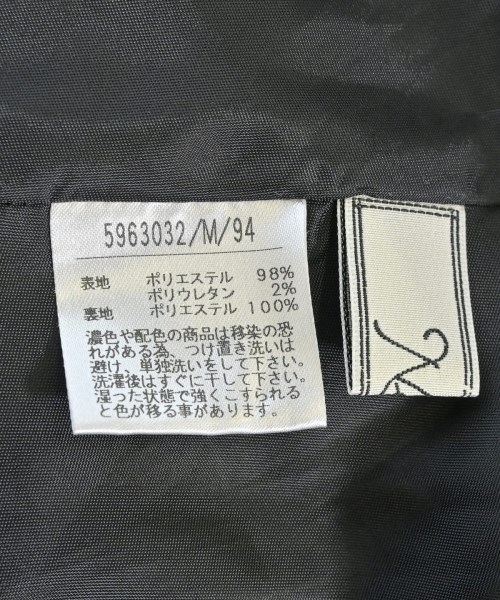 5963032/M/94
表地 ポリエステル 98%
ポリウレタン 2%
裏地 ポリエステル 100%
濃色や配色の商品は移染の恐
れがある為、つけ置き洗いは
避け、単独洗いをして下さい。
洗濯後はすぐに干して下さい。
湿った状態で強くこすられる
と色が移る事があります。